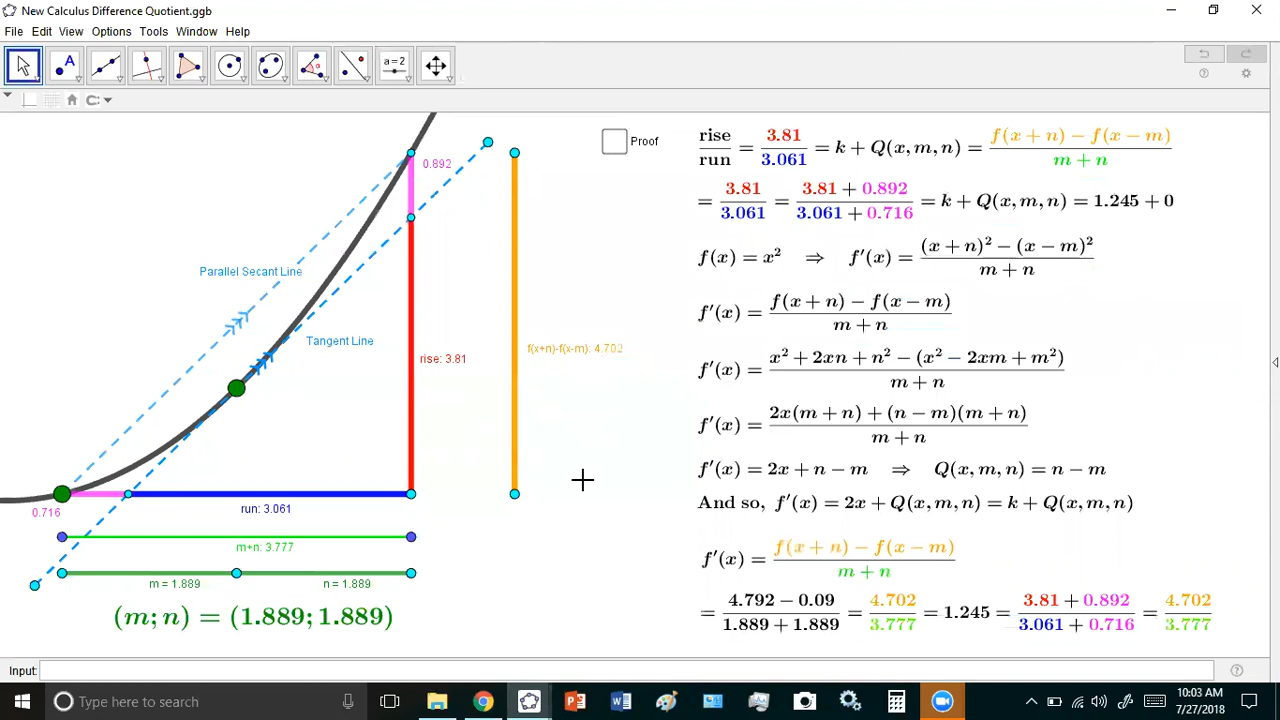 New Calculus Difference Quotient.ggb
File Edit View Options Tools Window Help
A
a = 2
Proof
0.892
Parallel Secant Line
Tangent Line
rise: 3.81
f(x+n)-f(x-m): 4.702
0.716
run: 3.061
m+n: 3.777
m = 1.889 n = 1.889
(m; n) = (1.889; 1.889)
rise/run = 3.81/3.061 = k + Q(x, m, n) = (f(x + n) − f(x − m))/(m + n)
= 3.81/3.061 = (3.81 + 0.892)/(3.061 + 0.716) = k + Q(x, m, n) = 1.245 + 0
f(x) = x² ⇒ f′(x) = ((x + n)² − (x − m)²)/(m + n)
f′(x) = (f(x + n) − f(x − m))/(m + n)
f′(x) = (x² + 2xn + n² − (x² − 2xm + m²))/(m + n)
f′(x) = (2x(m + n) + (n − m)(m + n))/(m + n)
f′(x) = 2x + n − m ⇒ Q(x, m, n) = n − m
And so, f′(x) = 2x + Q(x, m, n) = k + Q(x, m, n)
f′(x) = (f(x + n) − f(x − m))/(m + n)
= (4.792 − 0.09)/(1.889 + 1.889) = 4.702/3.777 = 1.245 = (3.81 + 0.892)/(3.061 + 0.716) = 4.702/3.777
Input:
Type here to search
10:03 AM
7/27/2018